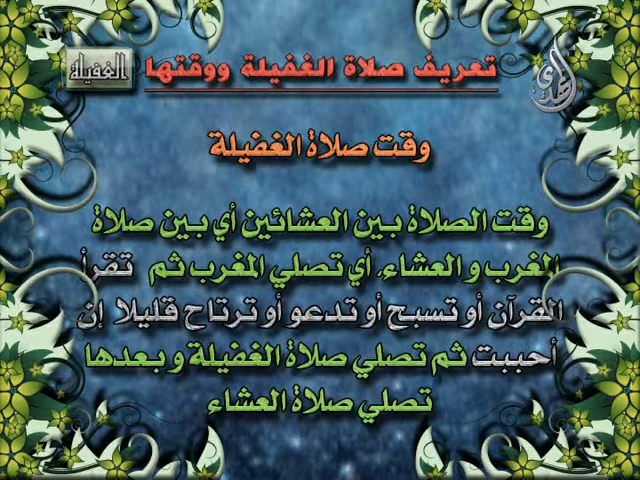 تعريف صلاة الغفيلة ووقتها
الغفيلة
وقت صلاة الغفيلة
وقت الصلاة بين العشائين أي بين صلاة
المغرب و العشاء. أي تصلي المغرب ثم تقرأ
القرآن أو تسبح أو تدعو أو ترتاح قليلا إن
أحببت ثم تصلي صلاة الغفيلة و بعدها
تصلي صلاة العشاء